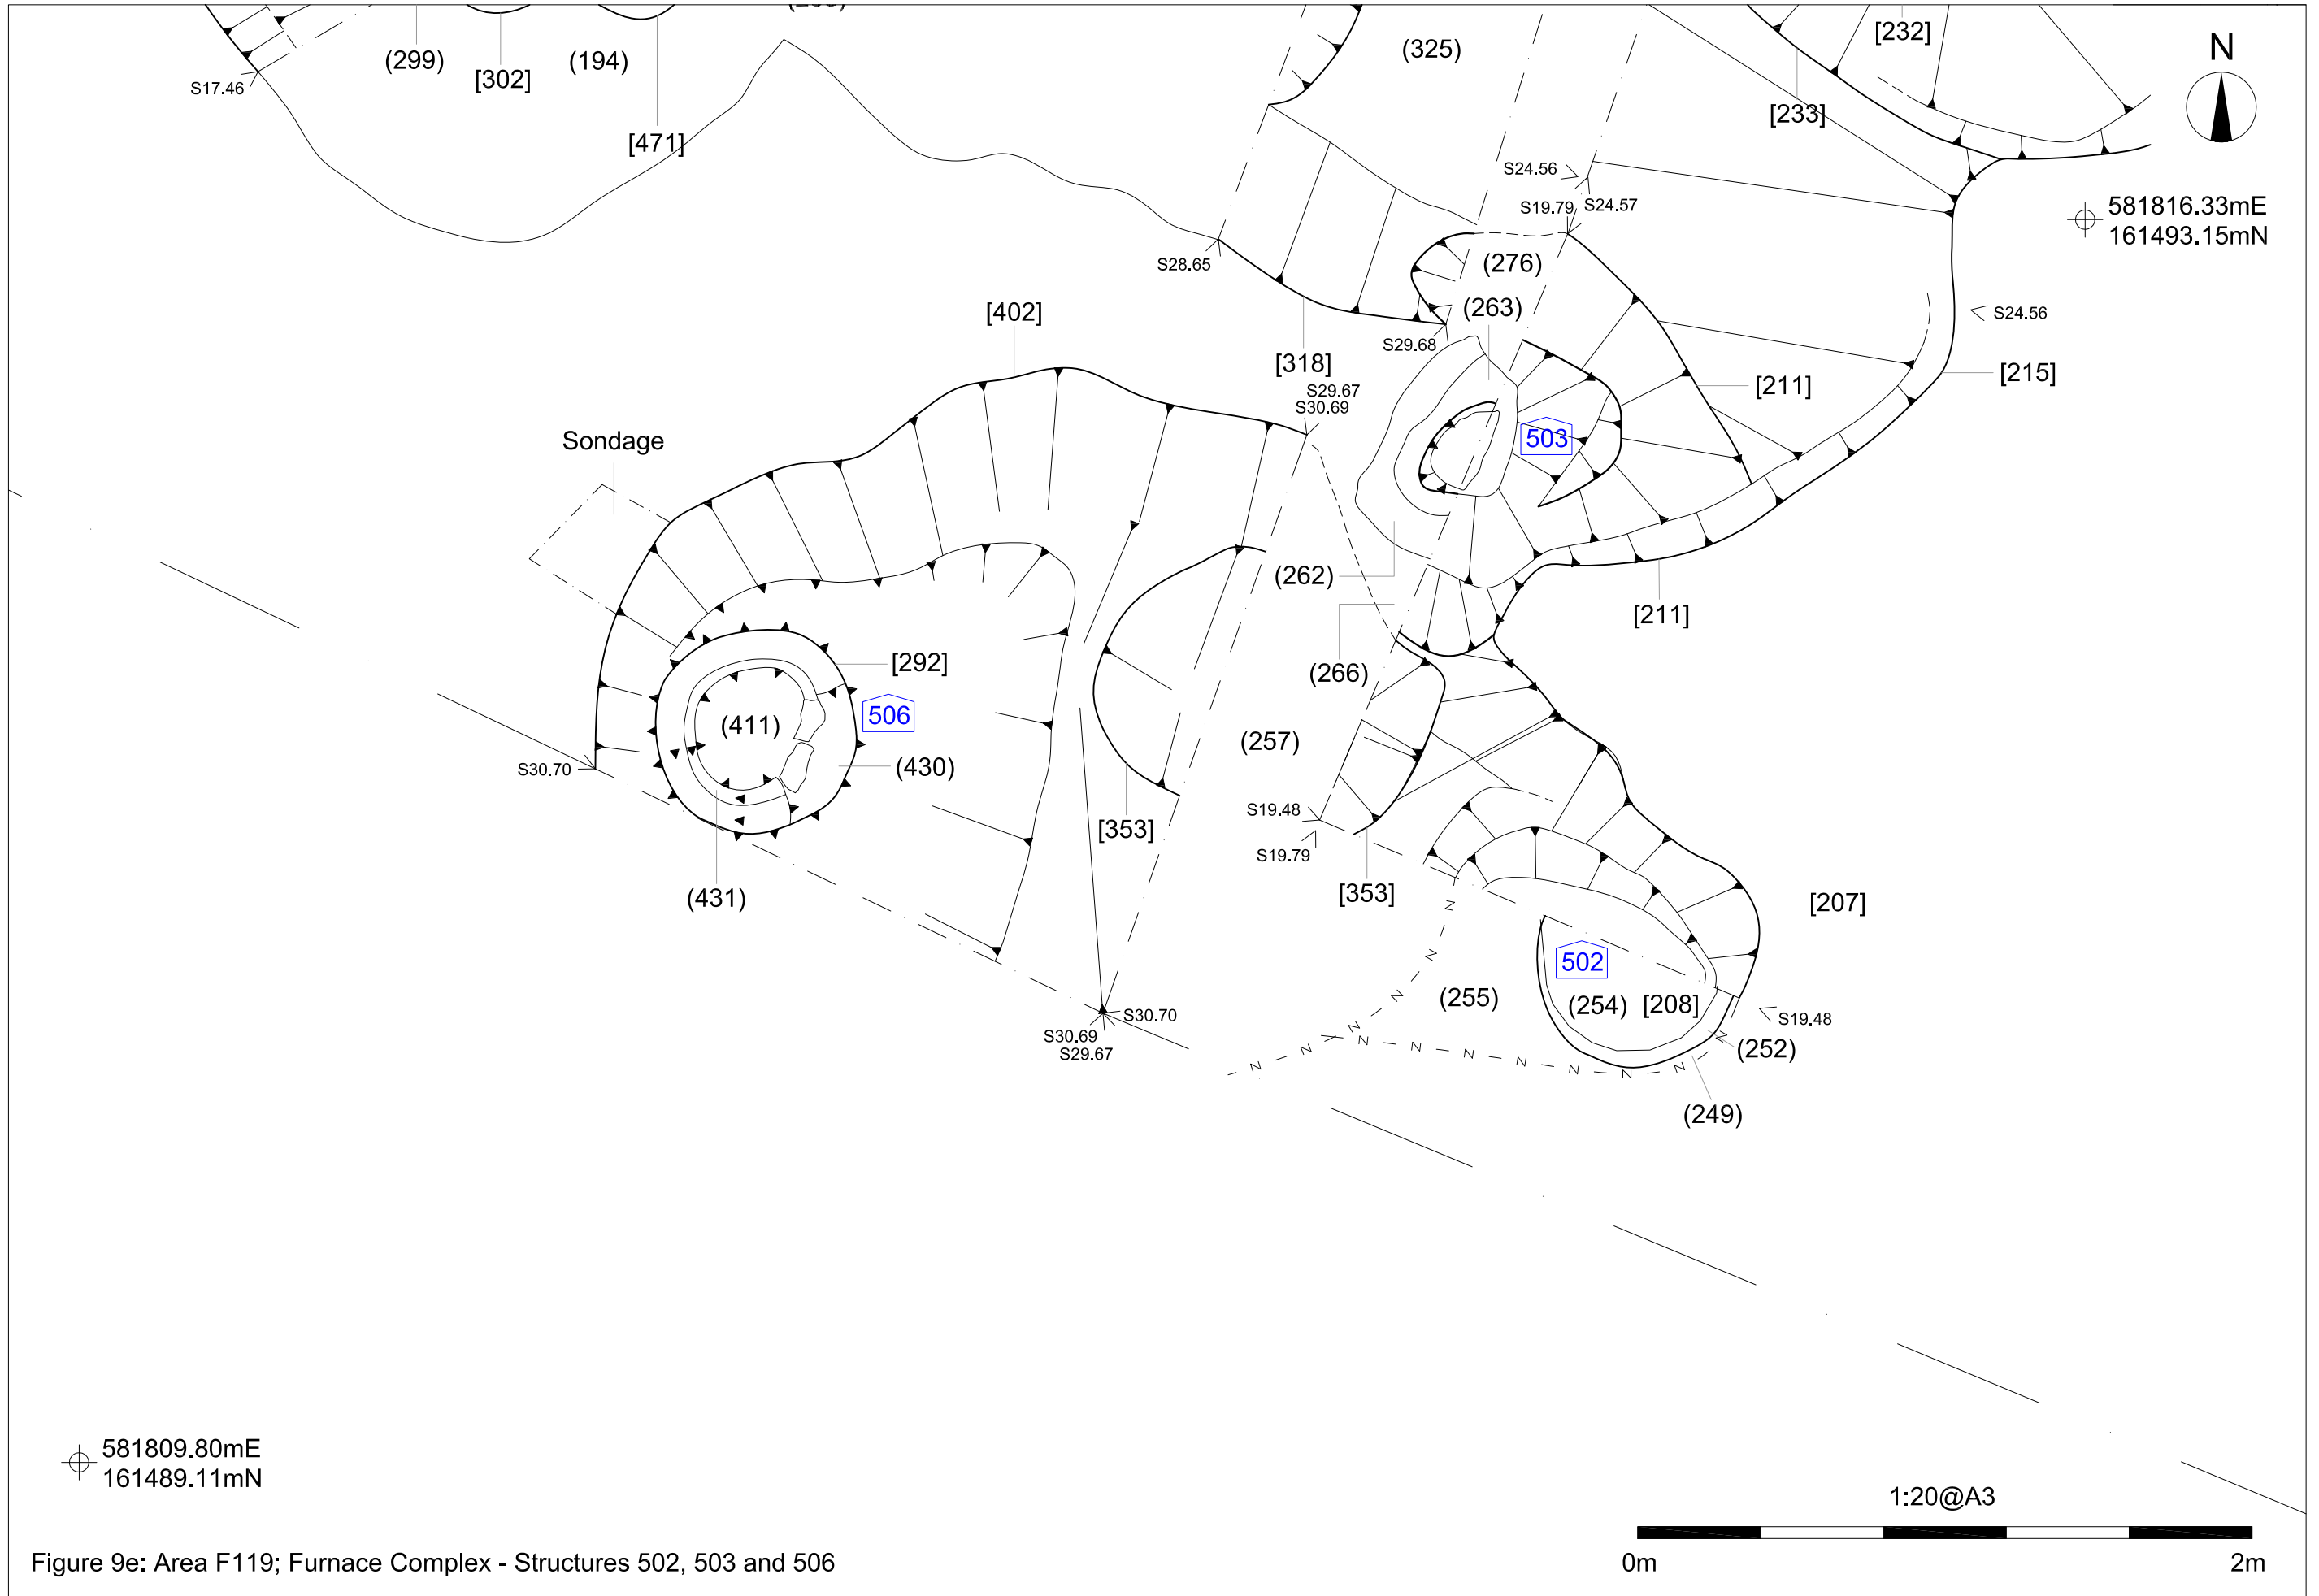 (299)
[302]
(194)
S17.46
[471]
(325)
[232]
[233]
N
S24.56
S19.79
S24.57
581816.33mE
161493.15mN
S28.65
(276)
(263)
[402]
S24.56
S29.68
[318]
S29.67
S30.69
[211]
[215]
Sondage
503
(262)
[211]
[292]
(266)
506
(411)
(257)
S30.70
(430)
S19.48
[353]
S19.79
(431)
[353]
[207]
502
(255)
(254)
[208]
S30.70
S19.48
S30.69
S29.67
(252)
N N N N N N N N N N N N N N N
(249)
581809.80mE
161489.11mN
1:20@A3
0m
2m
Figure 9e: Area F119; Furnace Complex - Structures 502, 503 and 506